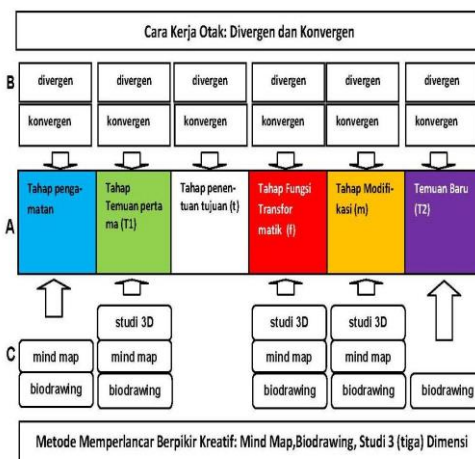 Cara Kerja Otak: Divergen dan Konvergen
B
divergen divergen divergen divergen divergen divergen
konvergen konvergen konvergen konvergen konvergen konvergen
A
Tahap penga-
matan
Tahap
Temuan perta
ma (T1)
Tahap penen-
tuan tujuan (t)
Tahap Fungsi
Transfor
matik (f)
Tahap Modifi-
kasi (m)
Temuan Baru
(T2)
C
studi 3D studi 3D studi 3D
mind map mind map mind map mind map
biodrawing biodrawing biodrawing biodrawing biodrawing
Metode Memperlancar Berpikir Kreatif: Mind Map,Biodrawing, Studi 3 (tiga) Dimensi